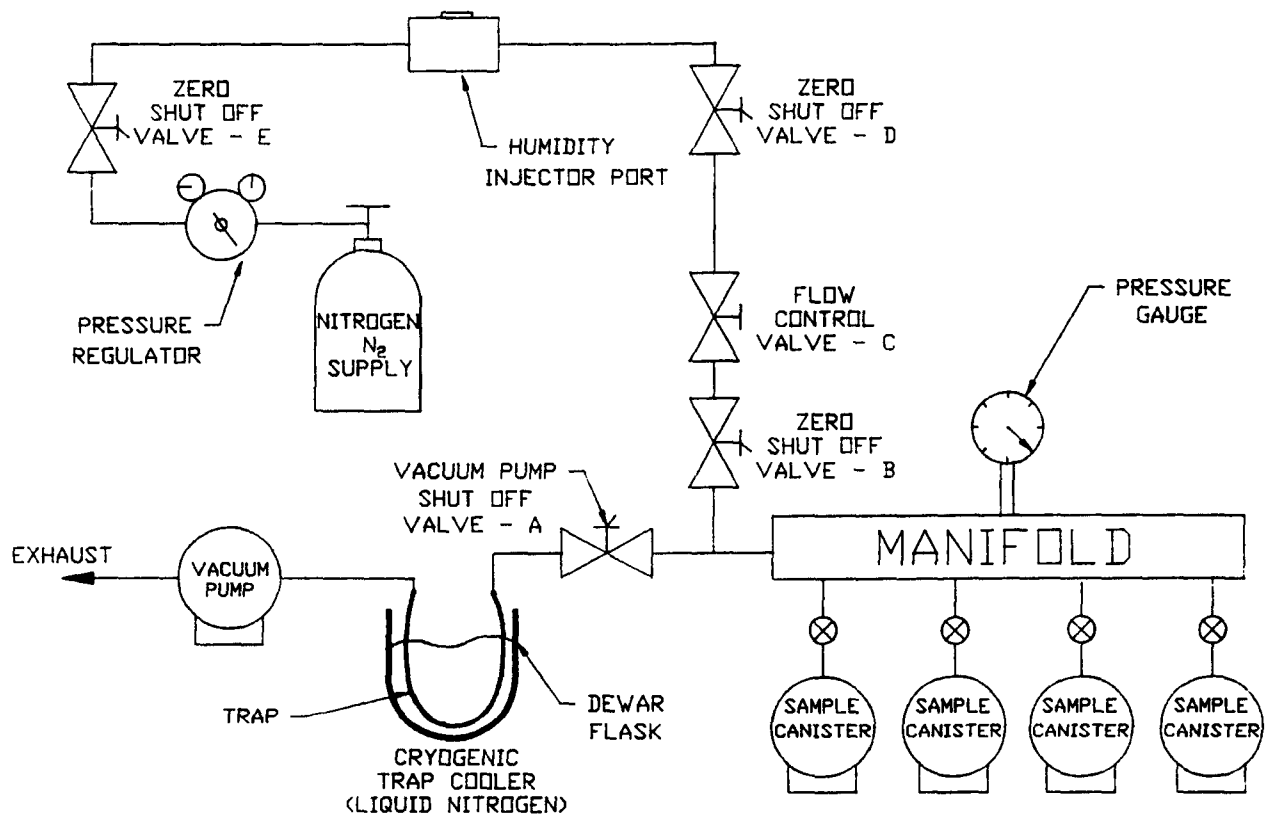 ZERO
SHUT OFF
VALVE - E
HUMIDITY
INJECTOR PORT
ZERO
SHUT OFF
VALVE - D
PRESSURE
REGULATOR
NITROGEN
N₂
SUPPLY
FLOW
CONTROL
VALVE - C
PRESSURE
GAUGE
ZERO
SHUT OFF
VALVE - B
VACUUM PUMP
SHUT OFF
VALVE - A
MANIFOLD
EXHAUST
VACUUM
PUMP
TRAP
DEWAR
FLASK
CRYOGENIC
TRAP COOLER
(LIQUID NITROGEN)
SAMPLE
CANISTER
SAMPLE
CANISTER
SAMPLE
CANISTER
SAMPLE
CANISTER